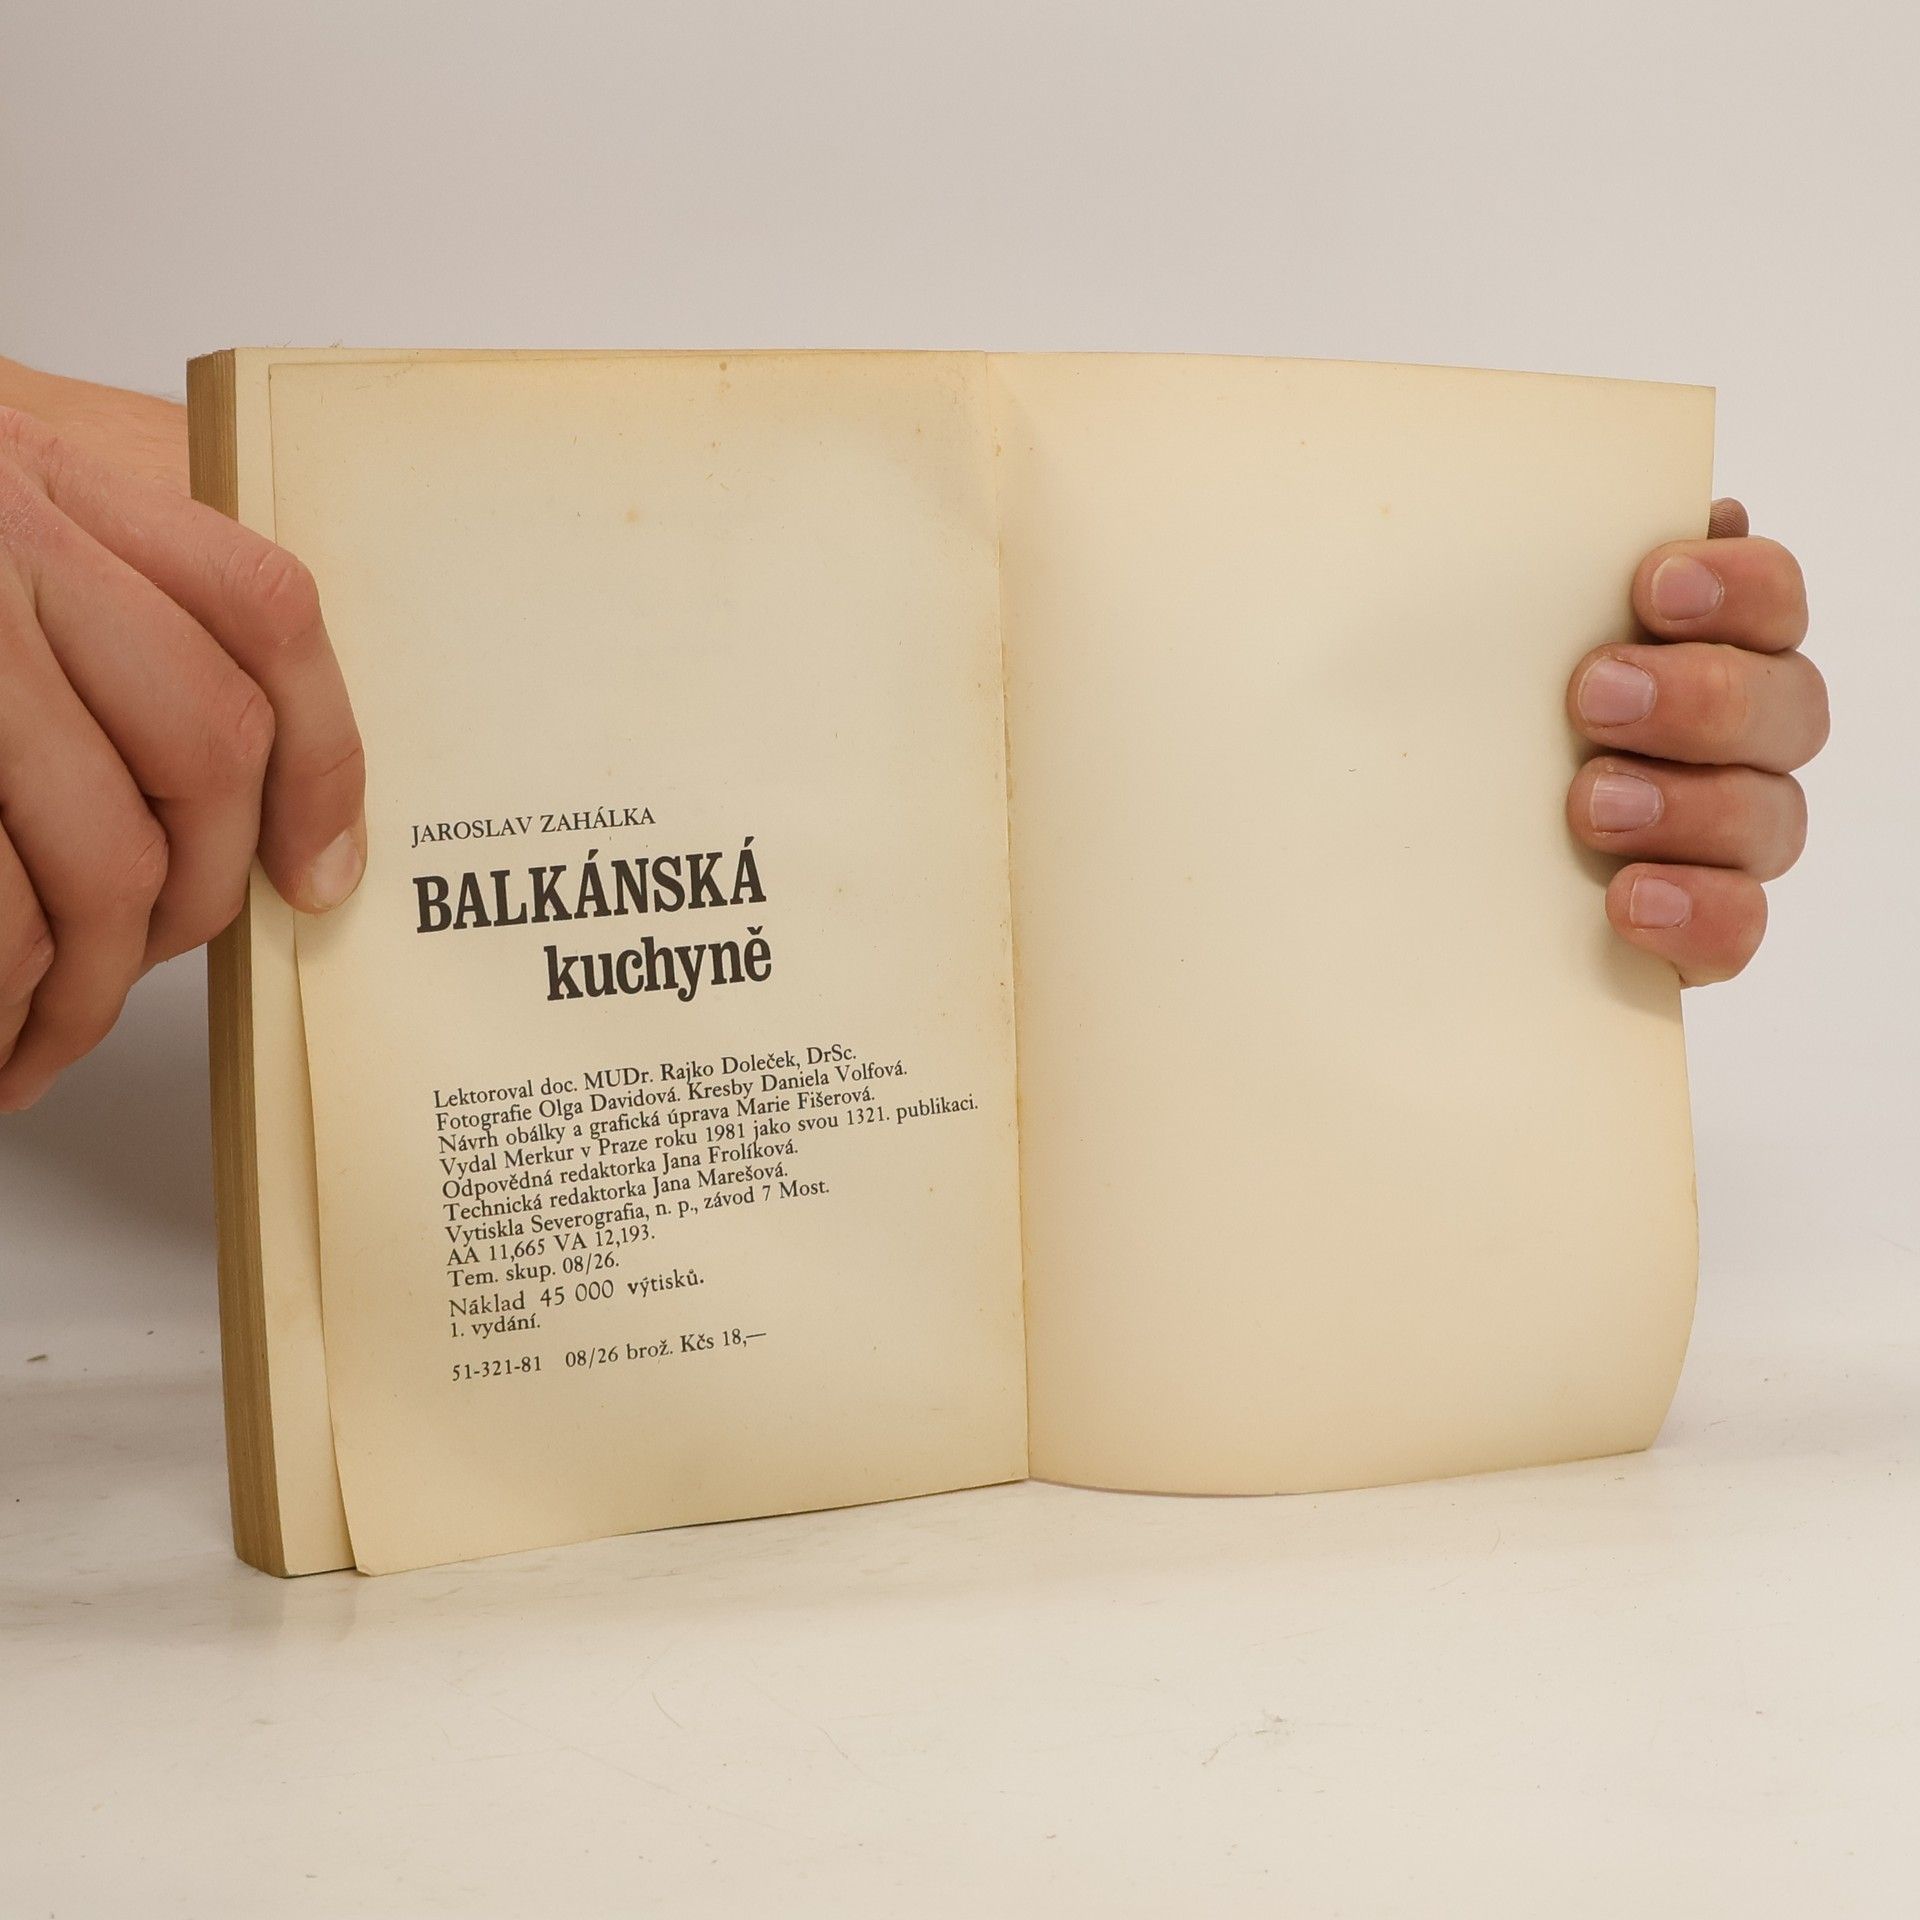 JAROSLAV ZAHÁLKA
BALKÁNSKÁ
kuchyně
Lektoroval doc. MUDr. Rajko Doleček, DrSc.
Fotografie Olga Davidová. Kresby Daniela Volfová.
Návrh obálky a grafická úprava Marie Fišerová.
Vydal Merkur v Praze roku 1981 jako svou 1321. publikaci.
Odpovědná redaktorka Jana Frolíková.
Technická redaktorka Jana Marešová.
Vytiskla Severografia, n. p., závod 7 Most.
AA 11,665 VA 12,193.
Tem. skup. 08/26.
Náklad 45 000 výtisků.
1. vydání.
51-321-81 08/26 brož. Kčs 18,—